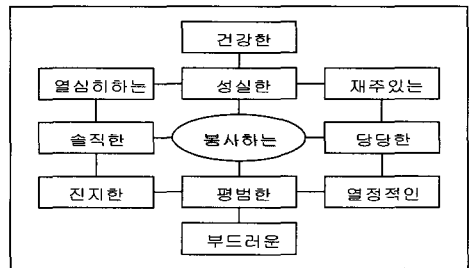 건강한
열심히하는 성실한 재주있는
솔직한 봉사하는 당당한
진지한 평범한 열정적인
부드러운